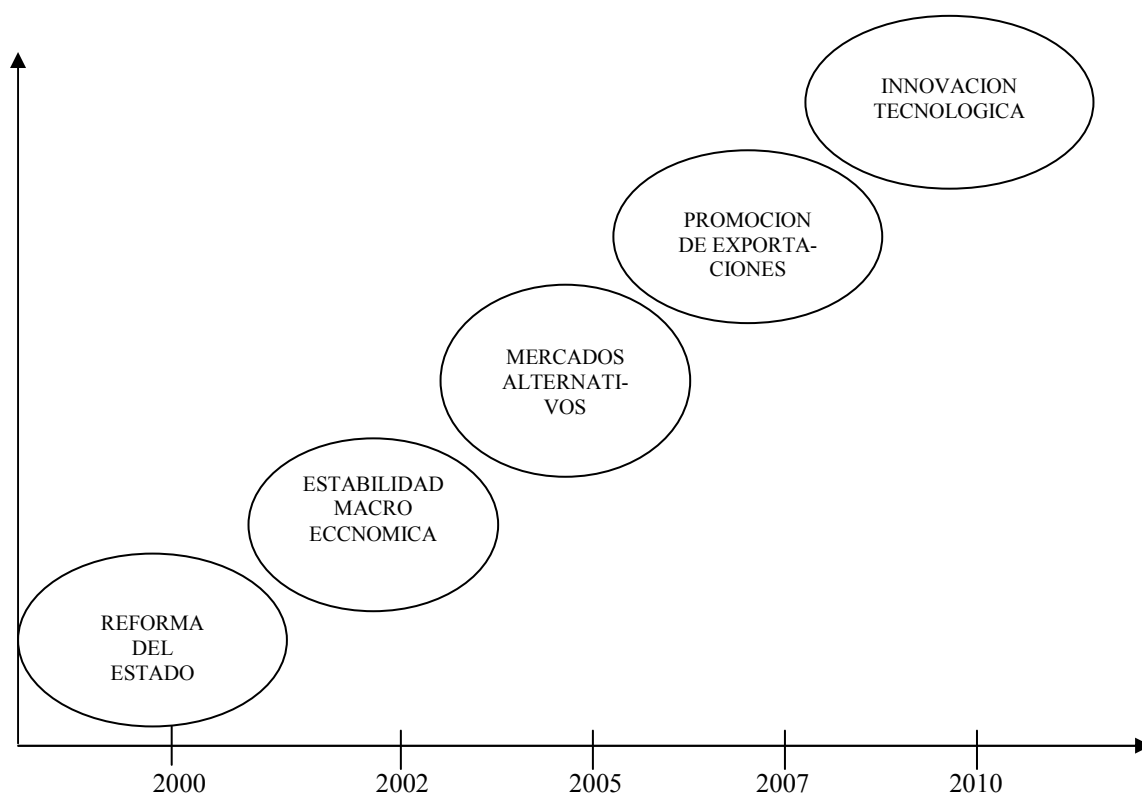 INNOVACION
TECNOLOGICA
PROMOCION
DE EXPORTA-
CIONES
MERCADOS
ALTERNATI-
VOS
ESTABILIDAD
MACRO
ECCNOMICA
REFORMA
DEL
ESTADO
2000
2002
2005
2007
2010